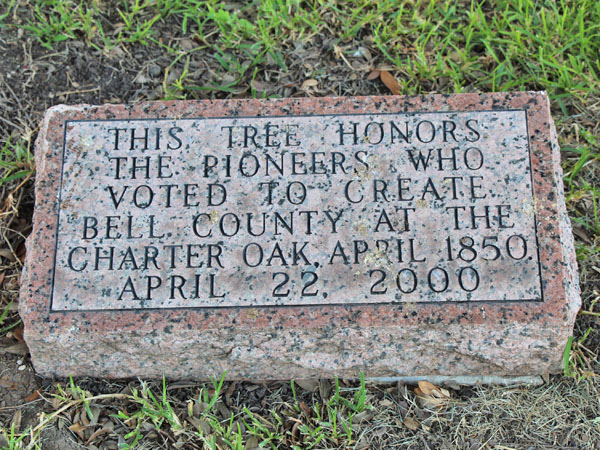 THIS TREE HONORS
THE PIONEERS WHO
VOTED TO CREATE
BELL COUNTY AT THE
CHARTER OAK, APRIL 1850.
APRIL 22, 2000